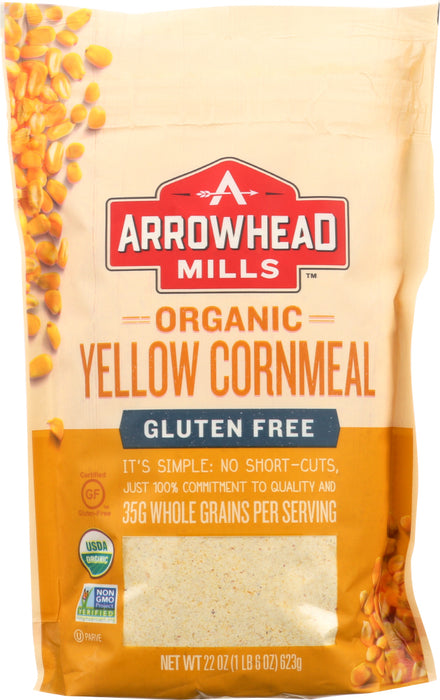 ARROWHEAD
MILLS
™
ORGANIC
YELLOW CORNMEAL
GLUTEN FREE
IT'S SIMPLE: NO SHORT-CUTS,
JUST 100% COMMITMENT TO QUALITY AND
35G WHOLE GRAINS PER SERVING
Certified
GF
Gluten-Free
USDA
ORGANIC
NON
GMO
Project
VERIFIED
U PARVE
NET WT 22 OZ (1 LB 6 OZ) 623g